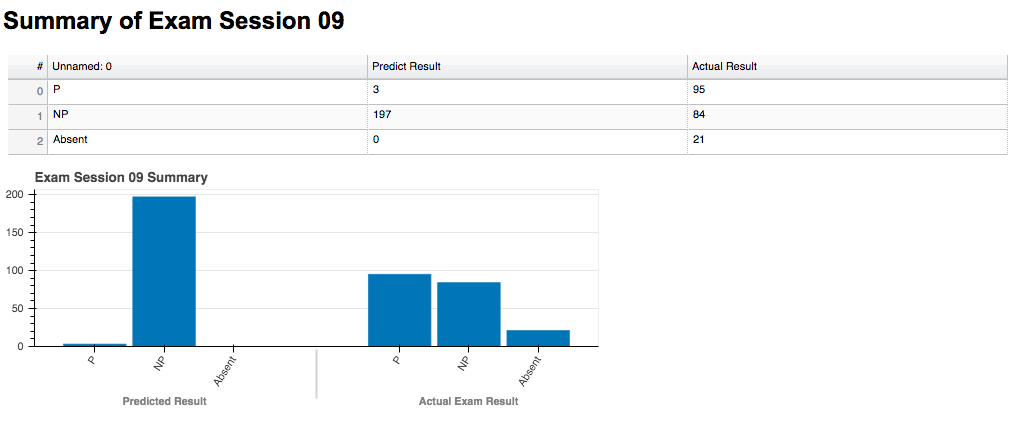 Summary of Exam Session 09
# Unnamed: 0 Predict Result Actual Result
0 P 3 95
1 NP 197 84
2 Absent 0 21
Exam Session 09 Summary
200
150
100
50
0
P NP Absent P NP Absent
Predicted Result Actual Exam Result